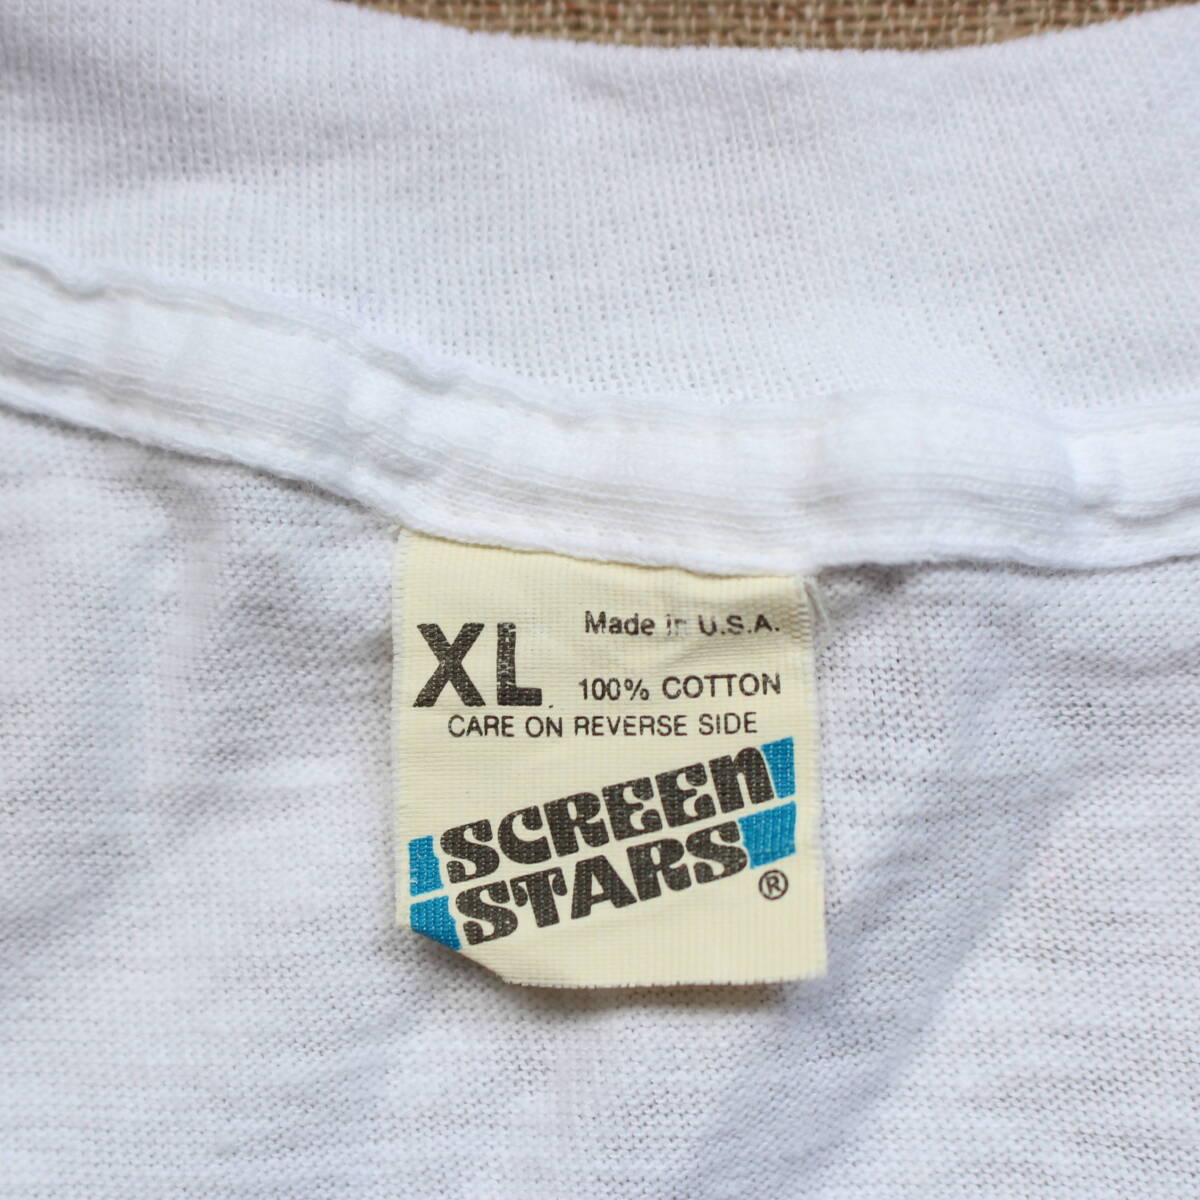 Made in U.S.A.
XL 100% COTTON
CARE ON REVERSE SIDE
SCREEN
STARS ®